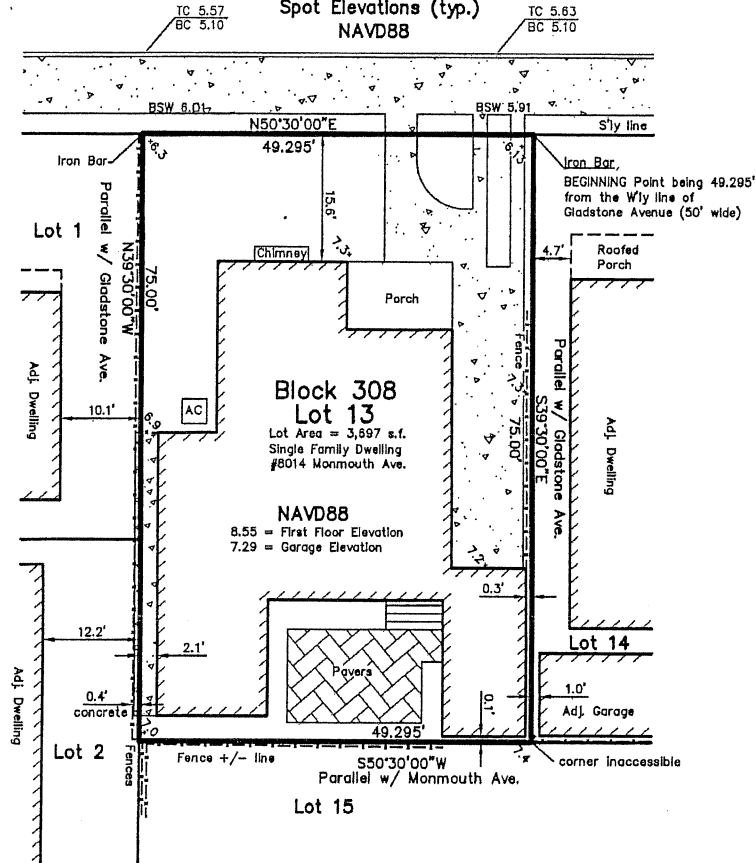 Spot Elevations (typ.)
NAVD88
TC 5.57
BC 5.10
TC 5.63
BC 5.10
BSW 6.01
BSW 5.91
N50°30'00"E
S'ly line
49.295'
6.3
6.13
Iron Bar
Iron Bar,
BEGINNING Point being 49.295'
from the W'ly line of
Gladstone Avenue (50' wide)
Lot 1
Parallel w/ Gladstone Ave.
N39°30'00"W
75.00'
15.6'
7.3
Chimney
Porch
4.7'
Roofed
Porch
Fence
7.3
75.00'
S39°30'00"E
Parallel w/ Gladstone Ave.
Adj. Dwelling
Adj. Dwelling
10.1'
6.9
AC
Block 308
Lot 13
Lot Area = 3,697 s.f.
Single Family Dwelling
#8014 Monmouth Ave.
NAVD88
8.55 = First Floor Elevation
7.29 = Garage Elevation
7.2
0.3'
12.2'
2.1'
Lot 14
Adj. Dwelling
Pavers
0.4'
concrete
7.0
0.1'
1.0'
Adj. Garage
Lot 2
Fences
49.295'
Fence +/- line
S50°30'00"W
Parallel w/ Monmouth Ave.
7.4
corner inaccessible
Lot 15